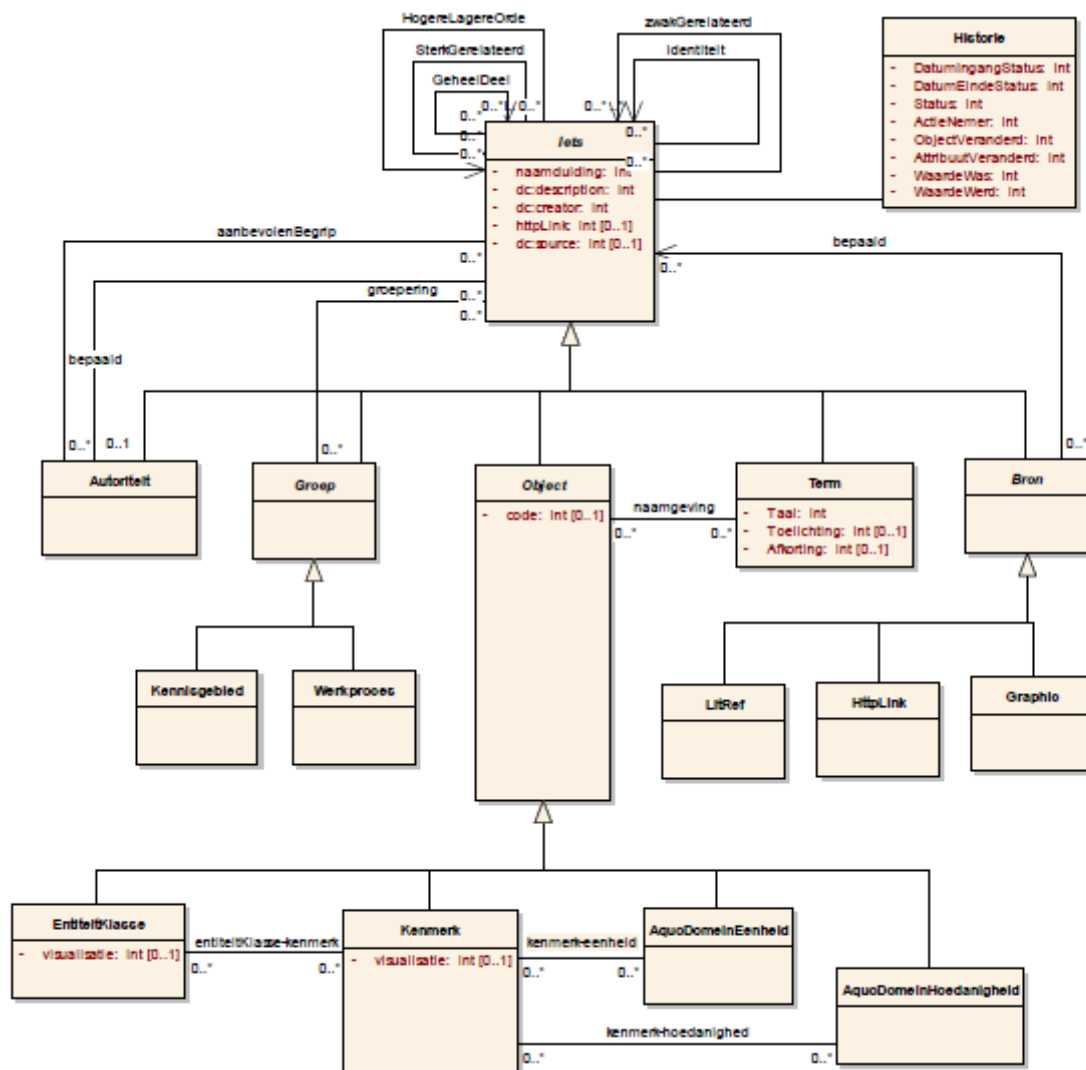 HogereLagereOrde
zwakGerelateerd
SterkGerelateerd
Identiteit
GeheelDeel
0..*
0..*
0..*
0..*
0..*
0..*
0..*
0..*
Iets
- naamduiding: Int
- dc:description: Int
- dc:creator: Int
- httpLink: Int [0..1]
- dc:source: Int [0..1]
Historie
- DatumIngangStatus: Int
- DatumEindeStatus: Int
- Status: Int
- ActieNemer: Int
- ObjectVeranderd: Int
- AttribuutVeranderd: Int
- WaardeWas: Int
- WaardeWerd: Int
aanbevolenBegrip
0..*
bepaald
0..*
groepering
0..*
0..*
bepaald
0..*
0..1
0..*
0..*
Autoriteit
Groep
Object
- code: Int [0..1]
naamgeving
0..*
0..*
Term
- Taal: Int
- Toelichting: Int [0..1]
- Afkorting: Int [0..1]
Bron
Kennisgebied
Werkproces
LitRef
HttpLink
Graphic
EntiteitKlasse
- visualisatie: Int [0..1]
entiteitKlasse-kenmerk
0..*
0..*
Kenmerk
- visualisatie: Int [0..1]
kenmerk-eenheid
0..*
0..*
AquoDomeinEenheid
AquoDomeinHoedanigheid
kenmerk-hoedanighed
0..*
0..*